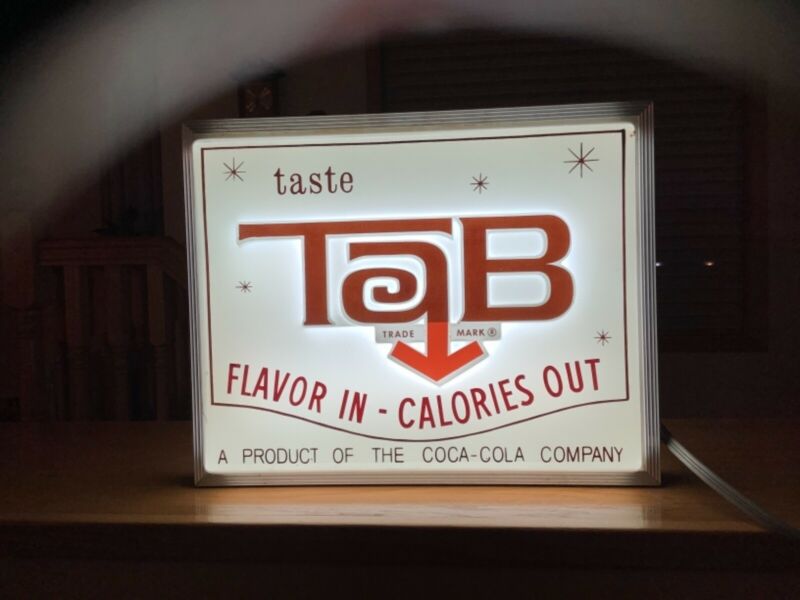 taste
TaB
TRADE MARK ®
FLAVOR IN - CALORIES OUT
A PRODUCT OF THE COCA-COLA COMPANY